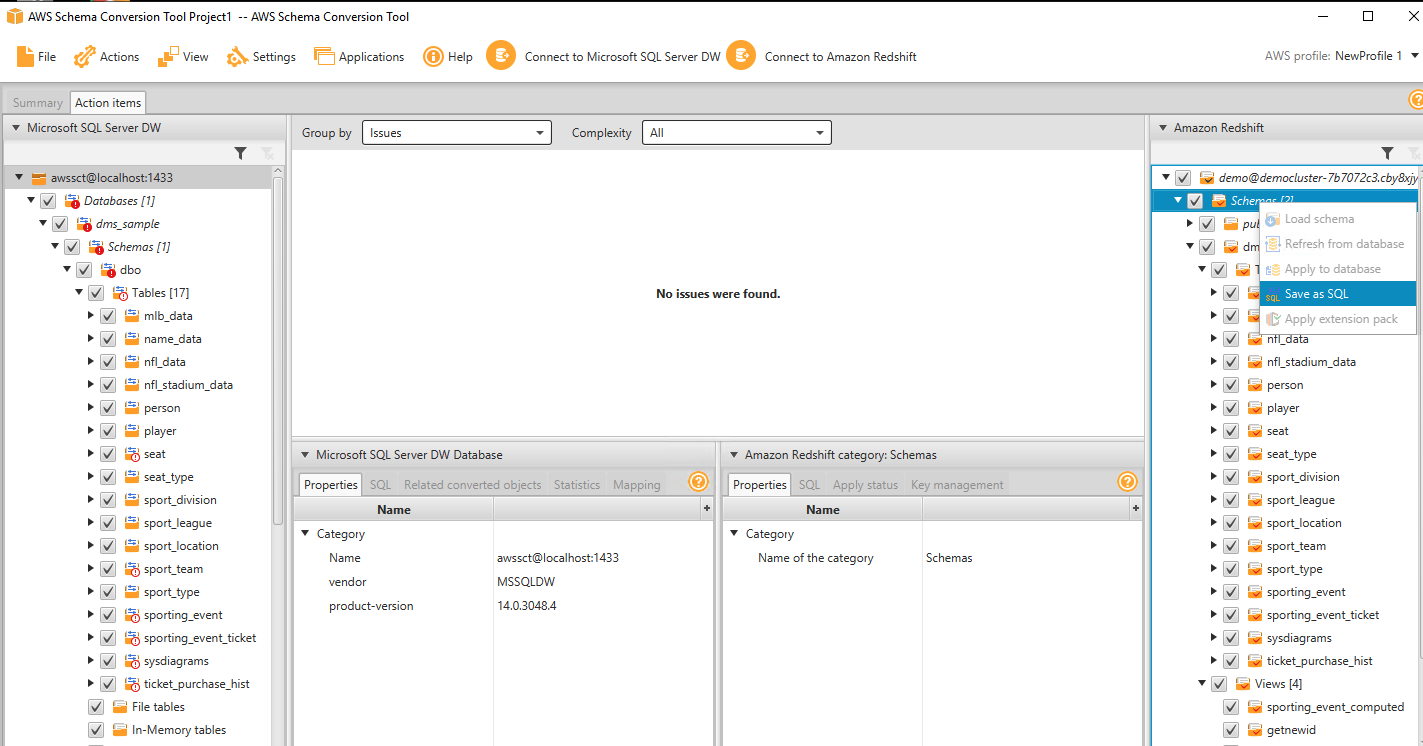 AWS Schema Conversion Tool Project1 -- AWS Schema Conversion Tool
File
Actions
View
Settings
Applications
Help
Connect to Microsoft SQL Server DW
Connect to Amazon Redshift
AWS profile: NewProfile 1
Summary
Action items
Microsoft SQL Server DW
awssct@localhost:1433
Databases [1]
dms_sample
Schemas [1]
dbo
Tables [17]
mlb_data
name_data
nfl_data
nfl_stadium_data
person
player
seat
seat_type
sport_division
sport_league
sport_location
sport_team
sport_type
sporting_event
sporting_event_ticket
sysdiagrams
ticket_purchase_hist
File tables
In-Memory tables
Group by
Issues
Complexity
All
No issues were found.
Microsoft SQL Server DW Database
Properties
SQL
Related converted objects
Statistics
Mapping
?
Name
+
Category
Name
awssct@localhost:1433
vendor
MSSQLDW
product-version
14.0.3048.4
Amazon Redshift category: Schemas
Properties
SQL
Apply status
Key management
?
Name
+
Category
Name of the category
Schemas
?
Amazon Redshift
demo@democluster-7b7072c3.cby8xjy
Schemas [2]
Load schema
Refresh from database
Apply to database
SQL
Save as SQL
Apply extension pack
nfl_data
nfl_stadium_data
person
player
seat
seat_type
sport_division
sport_league
sport_location
sport_team
sport_type
sporting_event
sporting_event_ticket
sysdiagrams
ticket_purchase_hist
Views [4]
sporting_event_computed
getnewid